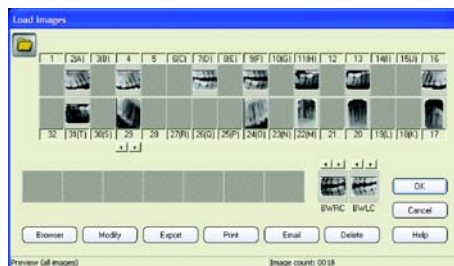 Load images
1 2(A) 3(B) 4 5 6(C) 7(D) 8(E) 9(F) 10(G) 11(H) 12 13 14(I) 15(J) 16
32 31(T) 30(S) 29 28 27(R) 26(Q) 25(P) 24(O) 23(N) 22(M) 21 20 19(L) 18(K) 17
BWRC BWLC
OK
Cancel
Browser Modify Export Print Email Delete Help
Preview (all images) Image count: 0018